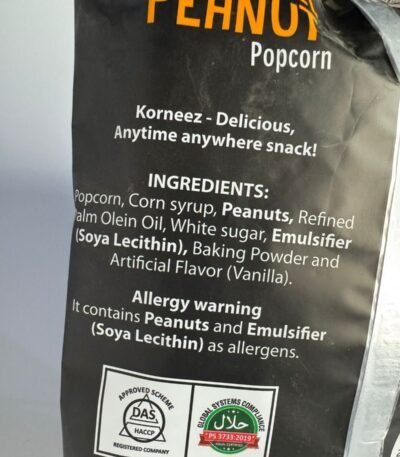 PEANUT
Popcorn
Korneez - Delicious,
Anytime anywhere snack!
INGREDIENTS:
Popcorn, Corn syrup, Peanuts, Refined
Palm Olein Oil, White sugar, Emulsifier
(Soya Lecithin), Baking Powder and
Artificial Flavor (Vanilla).
Allergy warning
It contains Peanuts and Emulsifier
(Soya Lecithin) as allergens.
APPROVED SCHEME
DAS
HACCP
REGISTERED COMPANY
GLOBAL SYSTEMS COMPLIANCE
حلال
PS 3733:2019